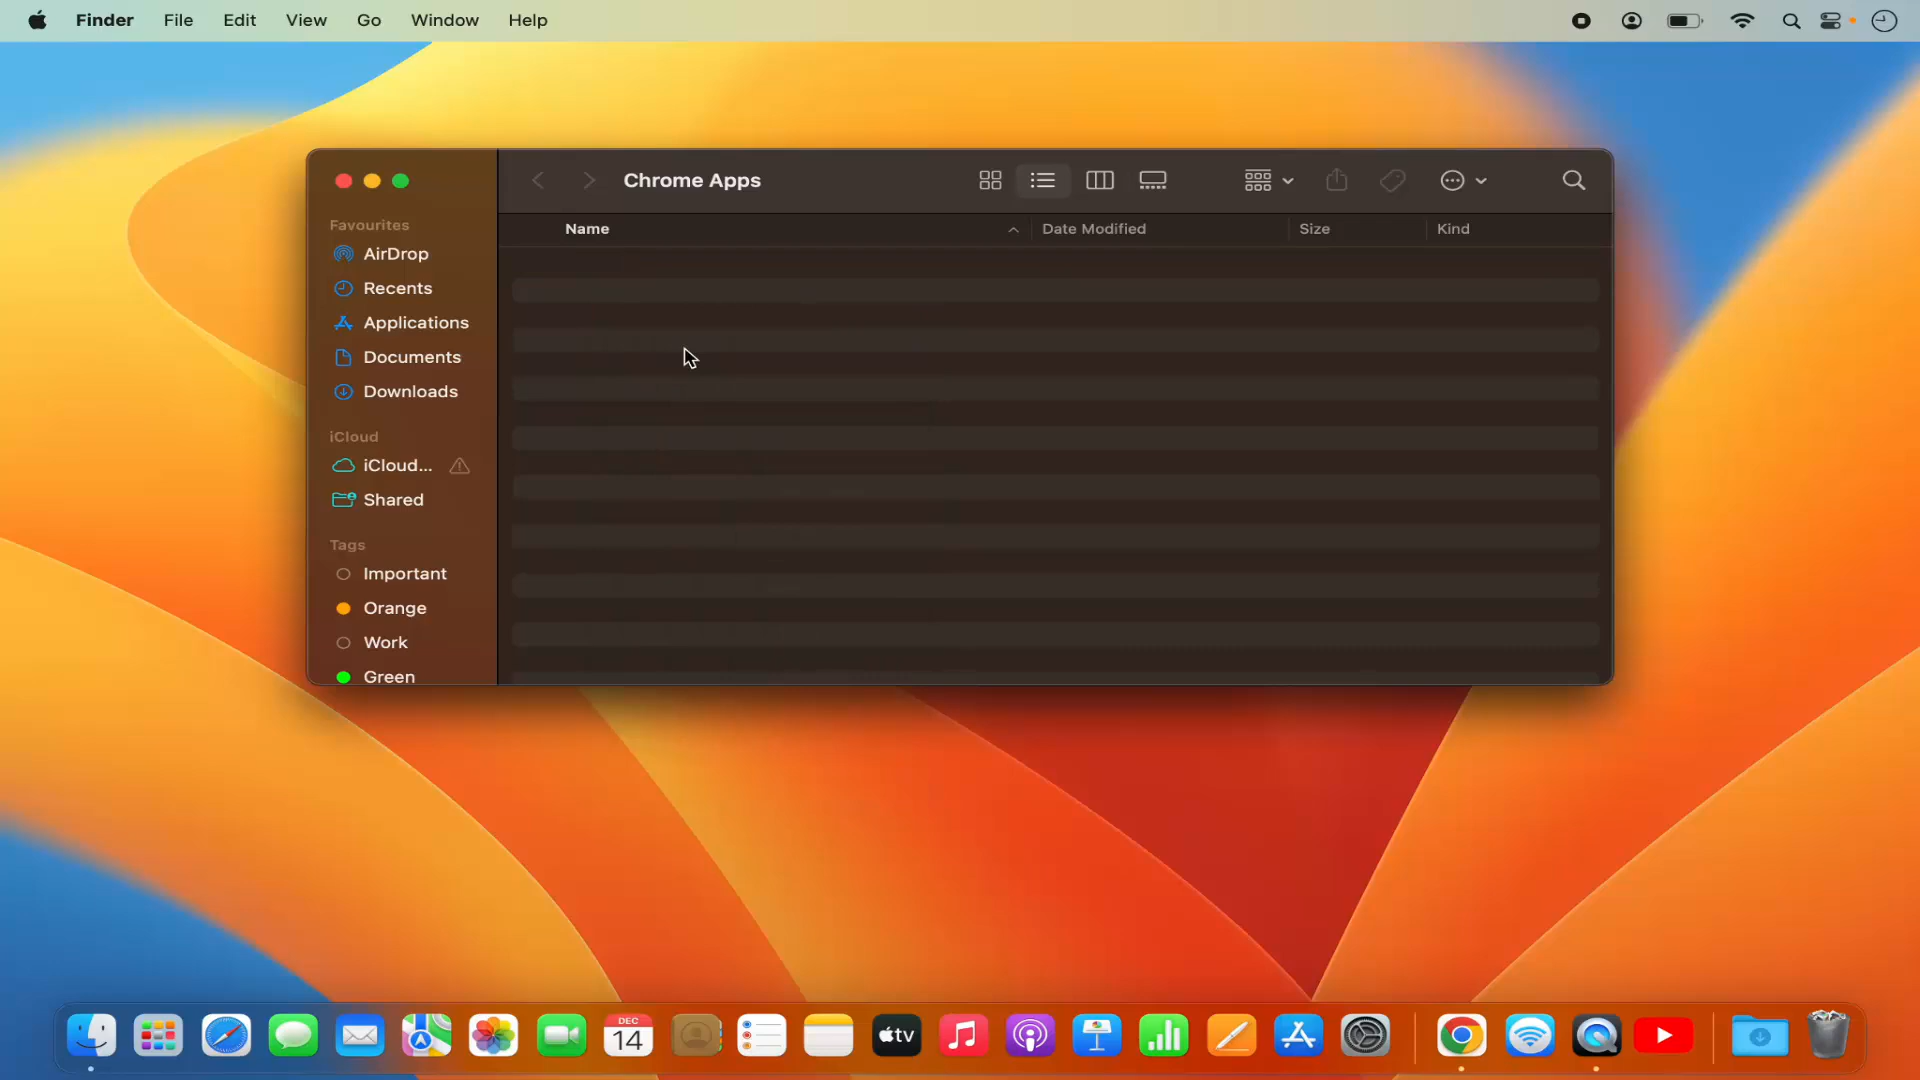 Finder File Edit View Go Window Help
Chrome Apps
Name Date Modified Size Kind
Favourites
AirDrop
Recents
Applications
Documents
Downloads
iCloud
iCloud...
Shared
Tags
Important
Orange
Work
Green
DEC
14
tv